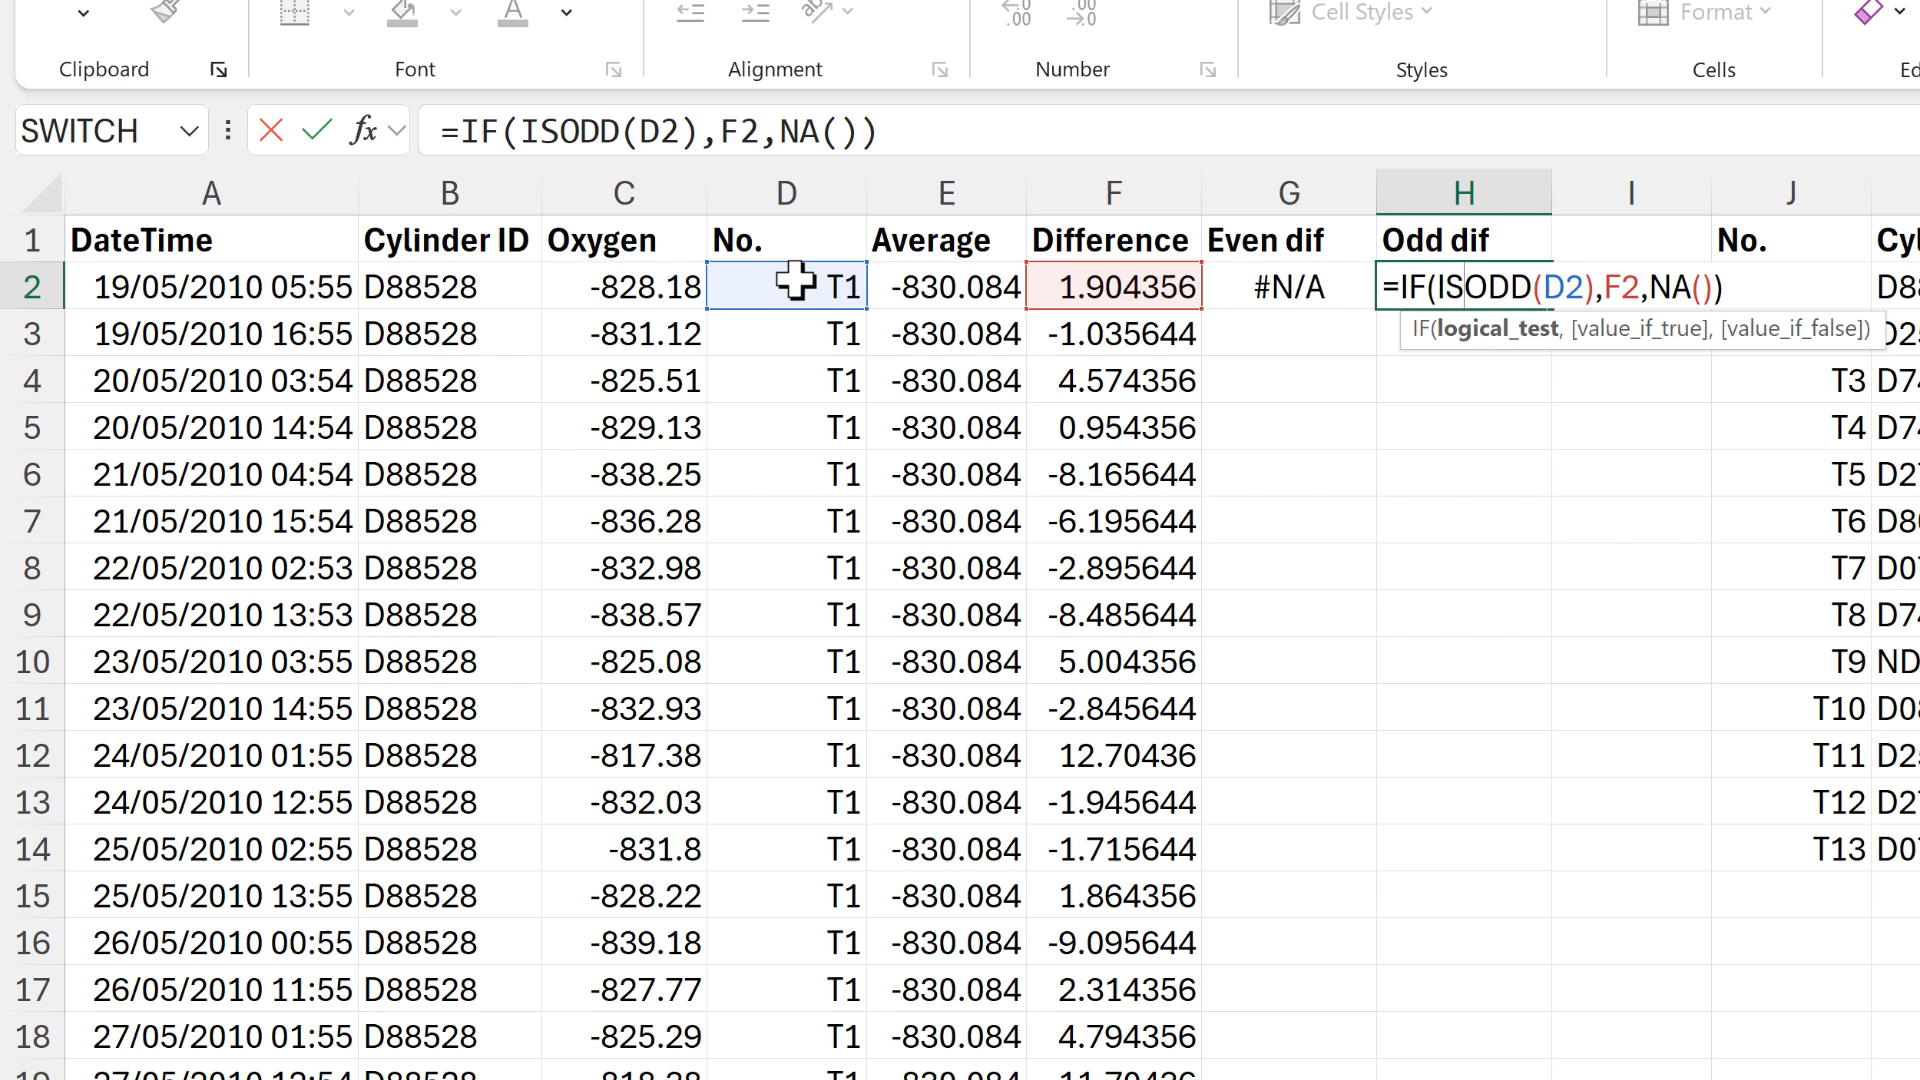 Clipboard Font Alignment Number Styles Cells
Cell Styles Format
SWITCH fx =IF(ISODD(D2),F2,NA())
A B C D E F G H I J
1 DateTime Cylinder ID Oxygen No. Average Difference Even dif Odd dif No.
2 19/05/2010 05:55 D88528 -828.18 T1 -830.084 1.904356 #N/A =IF(ISODD(D2),F2,NA())
IF(logical_test, [value_if_true], [value_if_false])
3 19/05/2010 16:55 D88528 -831.12 T1 -830.084 -1.035644
4 20/05/2010 03:54 D88528 -825.51 T1 -830.084 4.574356 T3
5 20/05/2010 14:54 D88528 -829.13 T1 -830.084 0.954356 T4
6 21/05/2010 04:54 D88528 -838.25 T1 -830.084 -8.165644 T5
7 21/05/2010 15:54 D88528 -836.28 T1 -830.084 -6.195644 T6
8 22/05/2010 02:53 D88528 -832.98 T1 -830.084 -2.895644 T7
9 22/05/2010 13:53 D88528 -838.57 T1 -830.084 -8.485644 T8
10 23/05/2010 03:55 D88528 -825.08 T1 -830.084 5.004356 T9
11 23/05/2010 14:55 D88528 -832.93 T1 -830.084 -2.845644 T10
12 24/05/2010 01:55 D88528 -817.38 T1 -830.084 12.70436 T11
13 24/05/2010 12:55 D88528 -832.03 T1 -830.084 -1.945644 T12
14 25/05/2010 02:55 D88528 -831.8 T1 -830.084 -1.715644 T13
15 25/05/2010 13:55 D88528 -828.22 T1 -830.084 1.864356
16 26/05/2010 00:55 D88528 -839.18 T1 -830.084 -9.095644
17 26/05/2010 11:55 D88528 -827.77 T1 -830.084 2.314356
18 27/05/2010 01:55 D88528 -825.29 T1 -830.084 4.794356